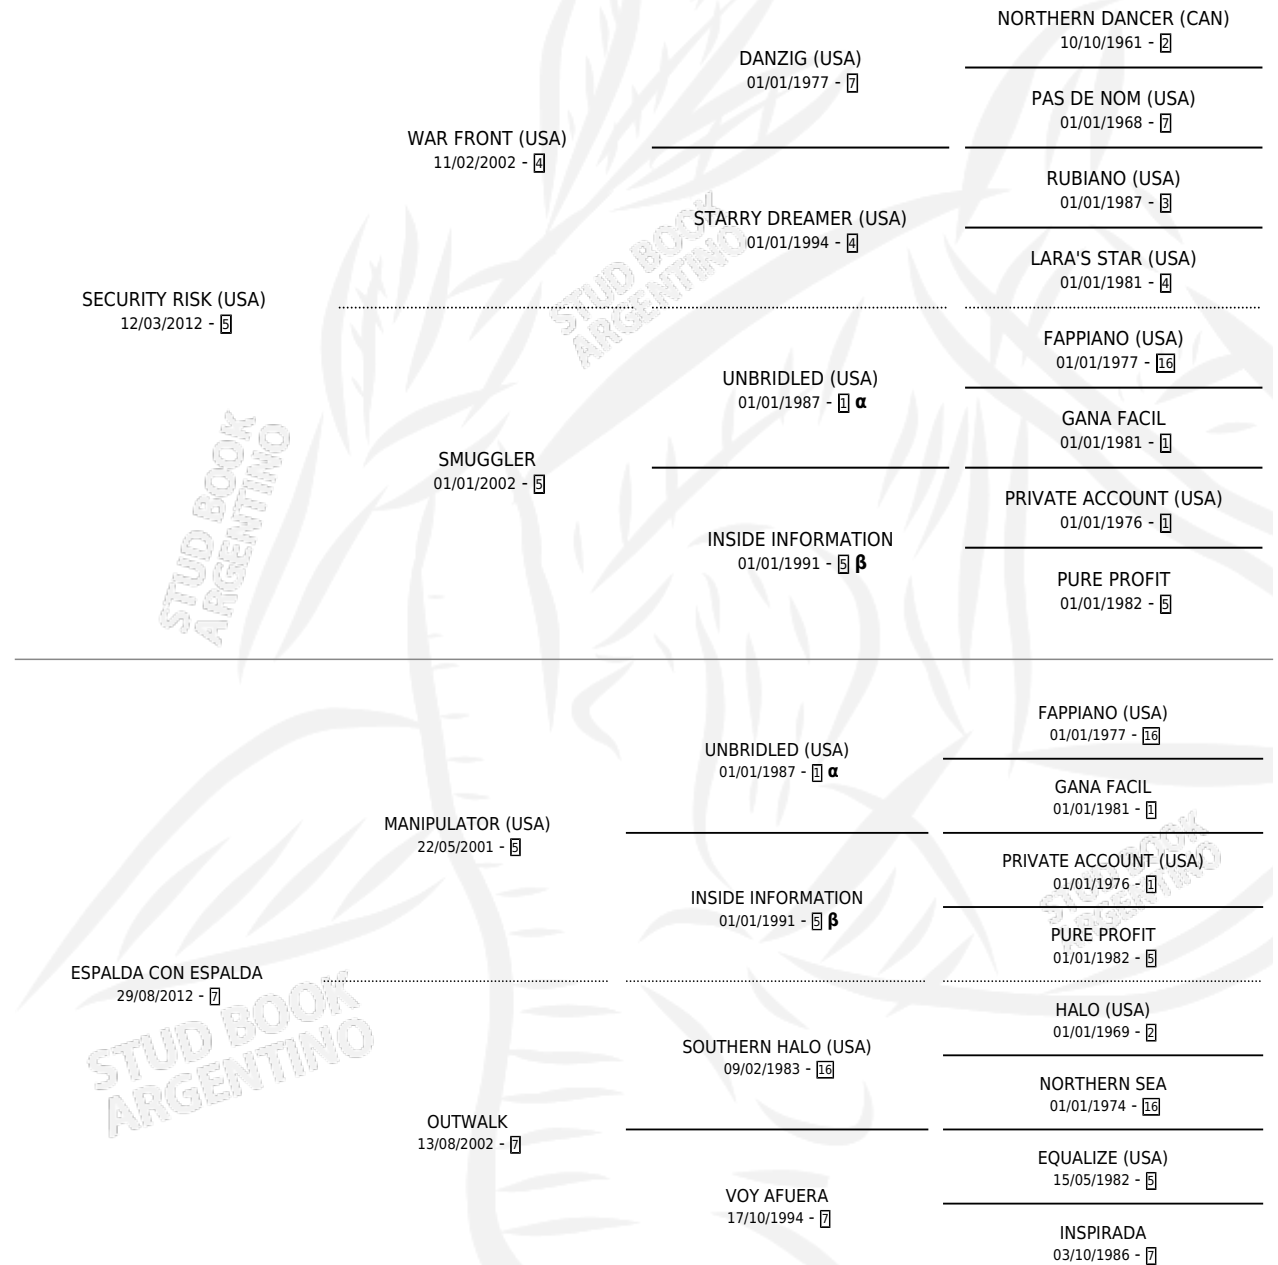 NORTHERN DANCER (CAN)
10/10/1961 - 2
DANZIG (USA)
01/01/1977 - 7
PAS DE NOM (USA)
01/01/1968 - 7
WAR FRONT (USA)
11/02/2002 - 4
RUBIANO (USA)
01/01/1987 - 3
STARRY DREAMER (USA)
01/01/1994 - 4
LARA'S STAR (USA)
01/01/1981 - 4
SECURITY RISK (USA)
12/03/2012 - 5
FAPPIANO (USA)
01/01/1977 - 16
UNBRIDLED (USA)
01/01/1987 - 1 α
GANA FACIL
01/01/1981 - 1
SMUGGLER
01/01/2002 - 5
PRIVATE ACCOUNT (USA)
01/01/1976 - 1
INSIDE INFORMATION
01/01/1991 - 5 β
PURE PROFIT
01/01/1982 - 5
FAPPIANO (USA)
01/01/1977 - 16
UNBRIDLED (USA)
01/01/1987 - 1 α
GANA FACIL
01/01/1981 - 1
MANIPULATOR (USA)
22/05/2001 - 5
PRIVATE ACCOUNT (USA)
01/01/1976 - 1
INSIDE INFORMATION
01/01/1991 - 5 β
PURE PROFIT
01/01/1982 - 5
ESPALDA CON ESPALDA
29/08/2012 - 7
HALO (USA)
01/01/1969 - 2
SOUTHERN HALO (USA)
09/02/1983 - 16
NORTHERN SEA
01/01/1974 - 16
OUTWALK
13/08/2002 - 7
EQUALIZE (USA)
15/05/1982 - 5
VOY AFUERA
17/10/1994 - 7
INSPIRADA
03/10/1986 - 7
STUD BOOK
ARGENTINO
STUD BOOK
ARGENTINO
STUD BOOK
ARGENTINO
STUD BOOK
ARGENTINO